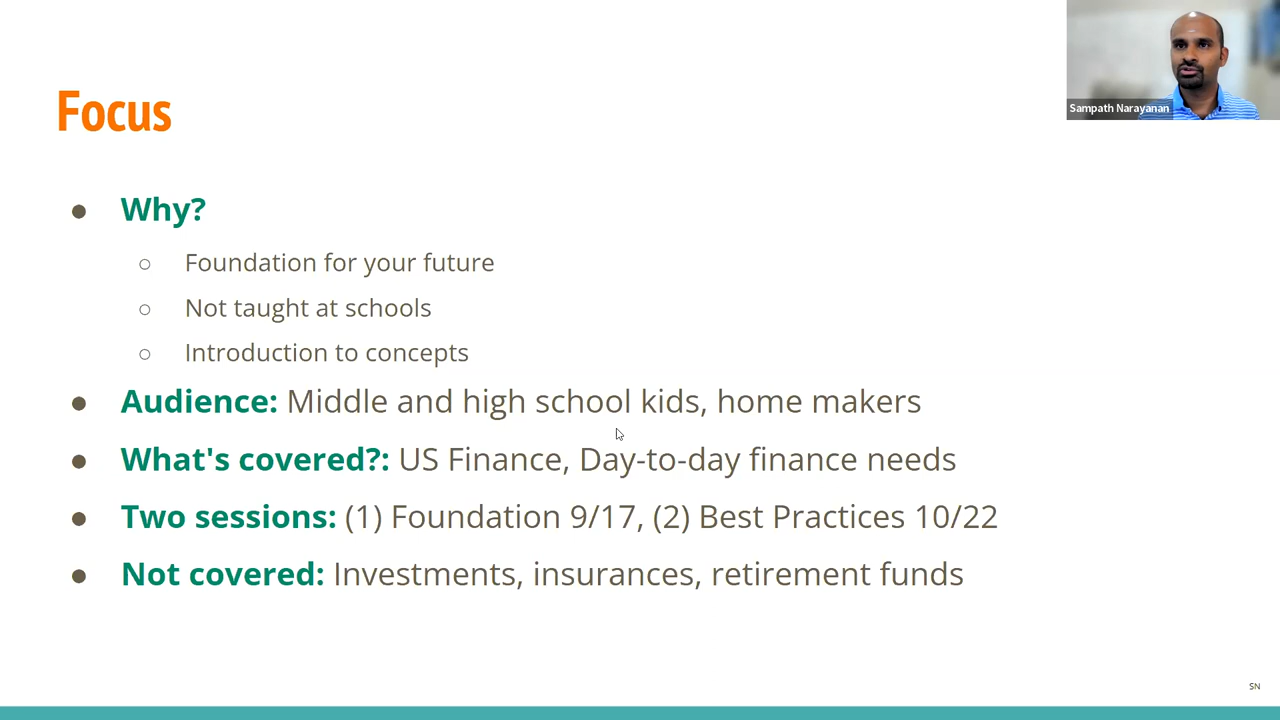 Sampath Narayanan
Focus
● Why?
○ Foundation for your future
○ Not taught at schools
○ Introduction to concepts
● Audience: Middle and high school kids, home makers
● What's covered?: US Finance, Day-to-day finance needs
● Two sessions: (1) Foundation 9/17, (2) Best Practices 10/22
● Not covered: Investments, insurances, retirement funds
SN